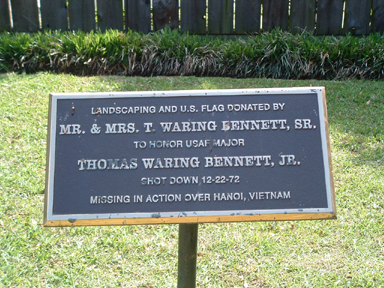 LANDSCAPING AND U.S. FLAG DONATED BY
MR. & MRS. T. WARING BENNETT, SR.
TO HONOR USAF MAJOR
THOMAS WARING BENNETT, JR.
SHOT DOWN 12-22-72
MISSING IN ACTION OVER HANOI, VIETNAM